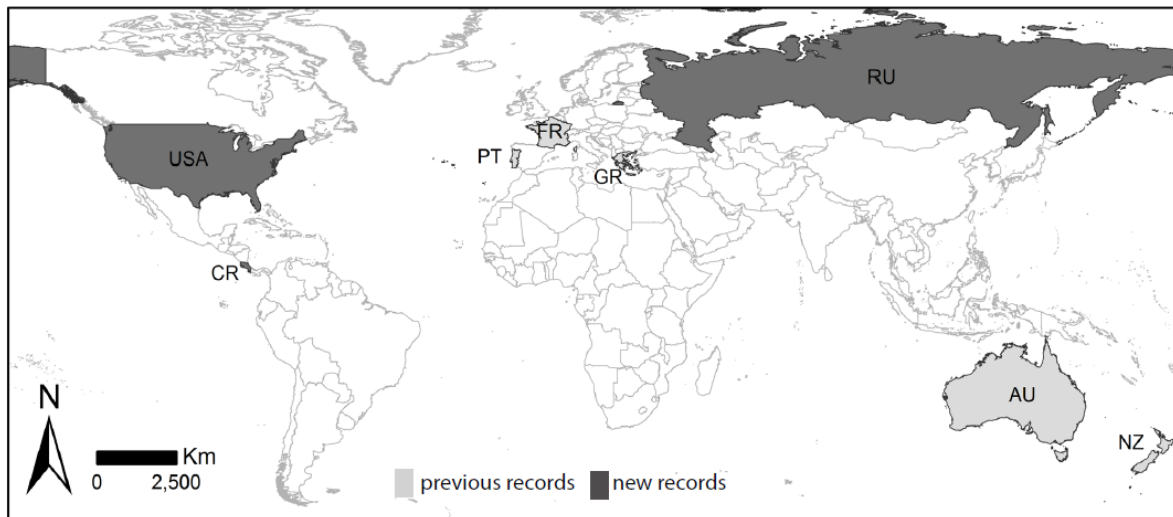 RU
FR
USA
PT
GR
CR
AU
NZ
N
Km
0 2,500
previous records new records